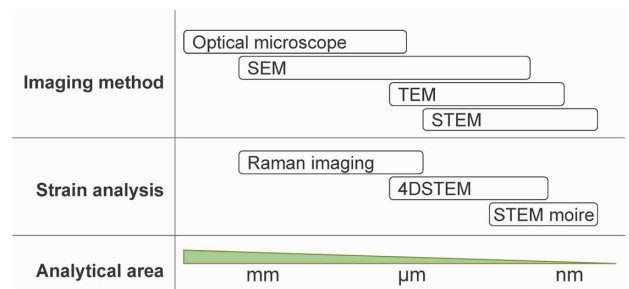 Imaging method
Optical microscope
SEM
TEM
STEM
Strain analysis
Raman imaging
4DSTEM
STEM moire
Analytical area
mm μm nm